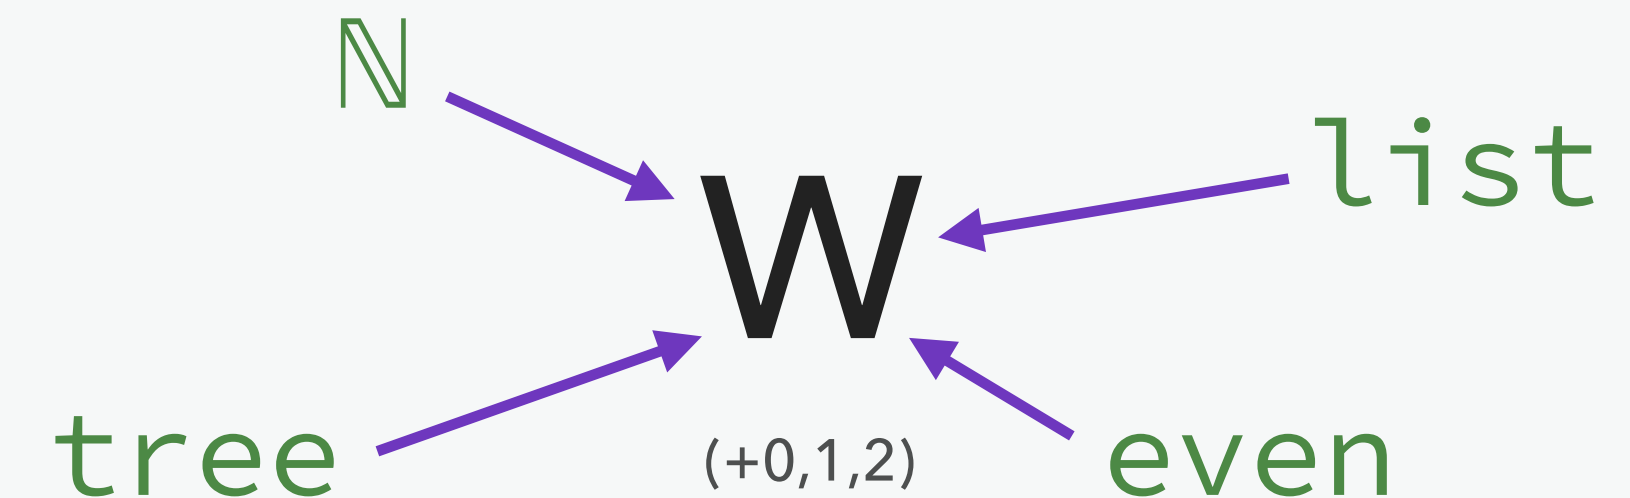 ℕ
list
W
tree
(+0,1,2)
even